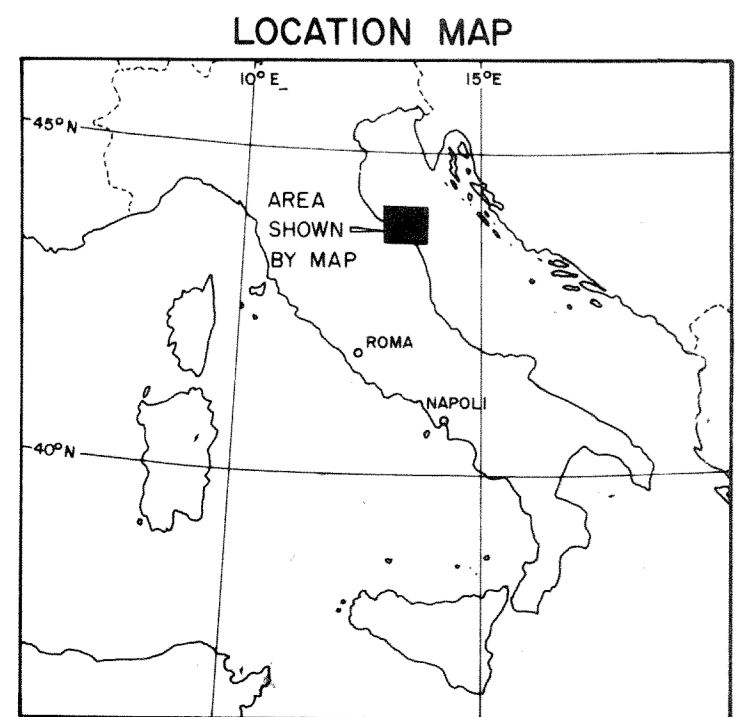 LOCATION MAP
10° E
15°E
45° N
AREA
SHOWN
BY MAP
ROMA
NAPOLI
40° N